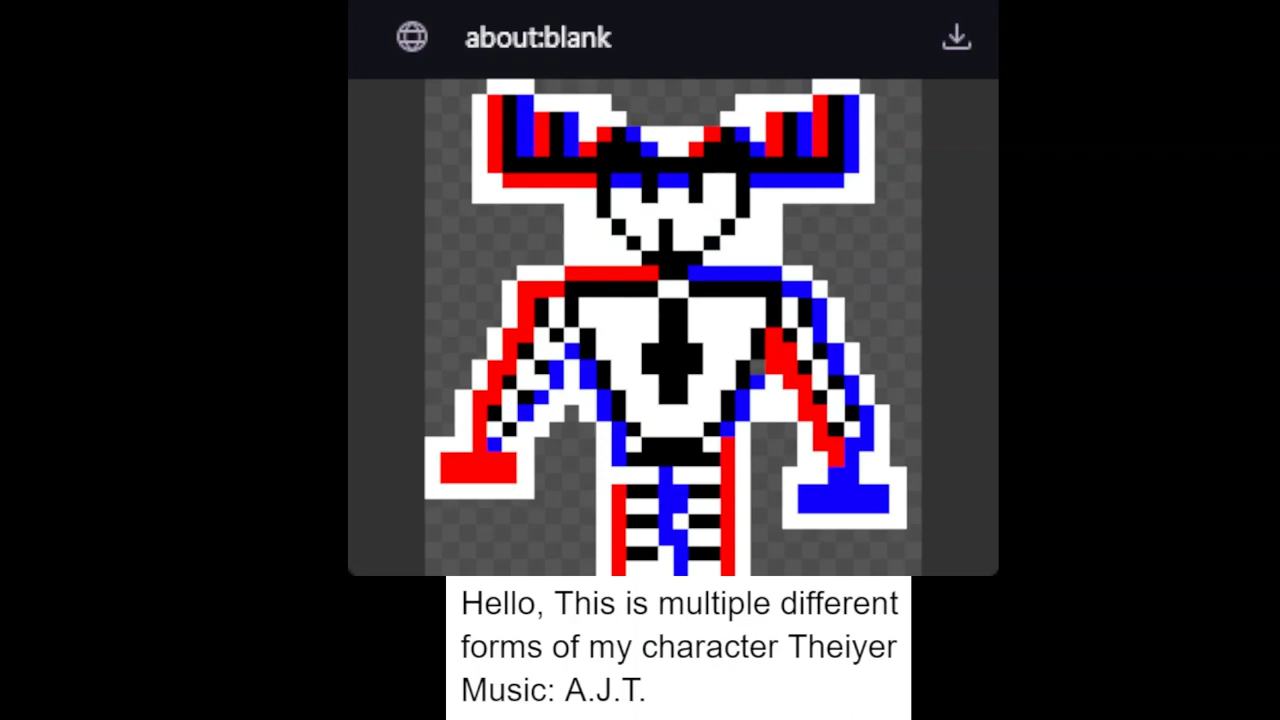 about:blank
Hello, This is multiple different
forms of my character Theiyer
Music: A.J.T.